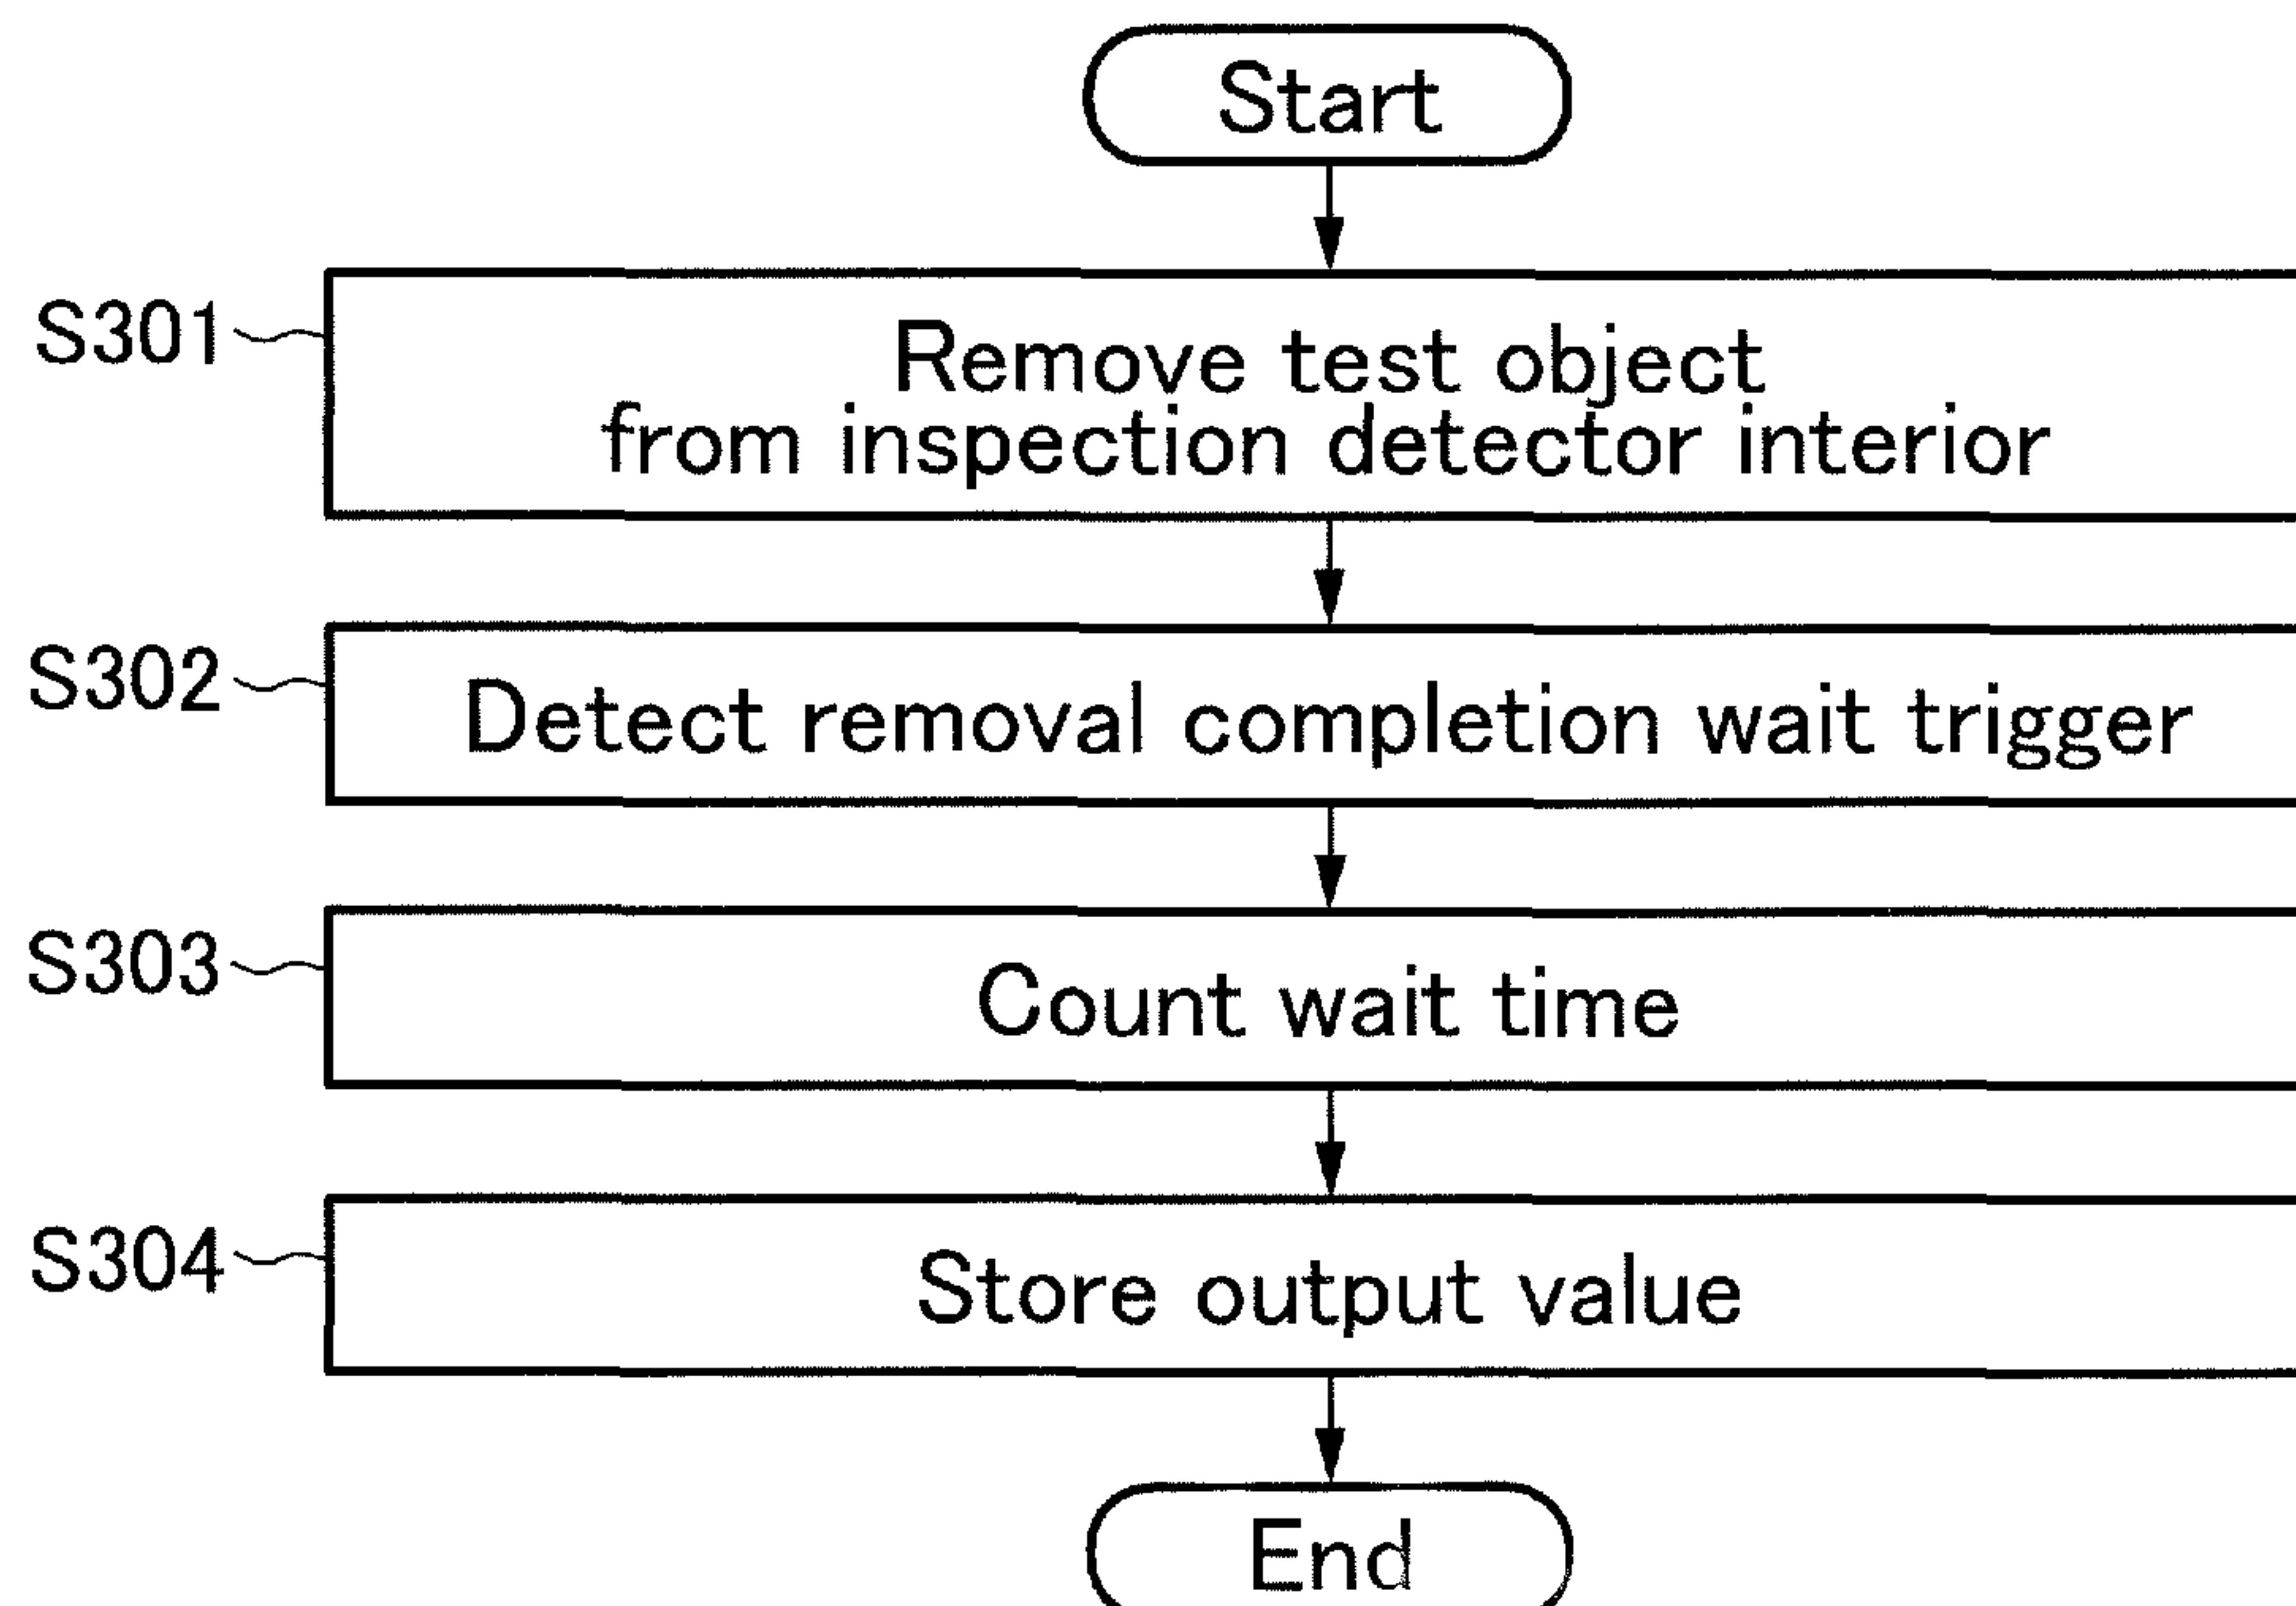 Start
S301
Remove test object
from inspection detector interior
S302
Detect removal completion wait trigger
S303
Count wait time
S304
Store output value
End